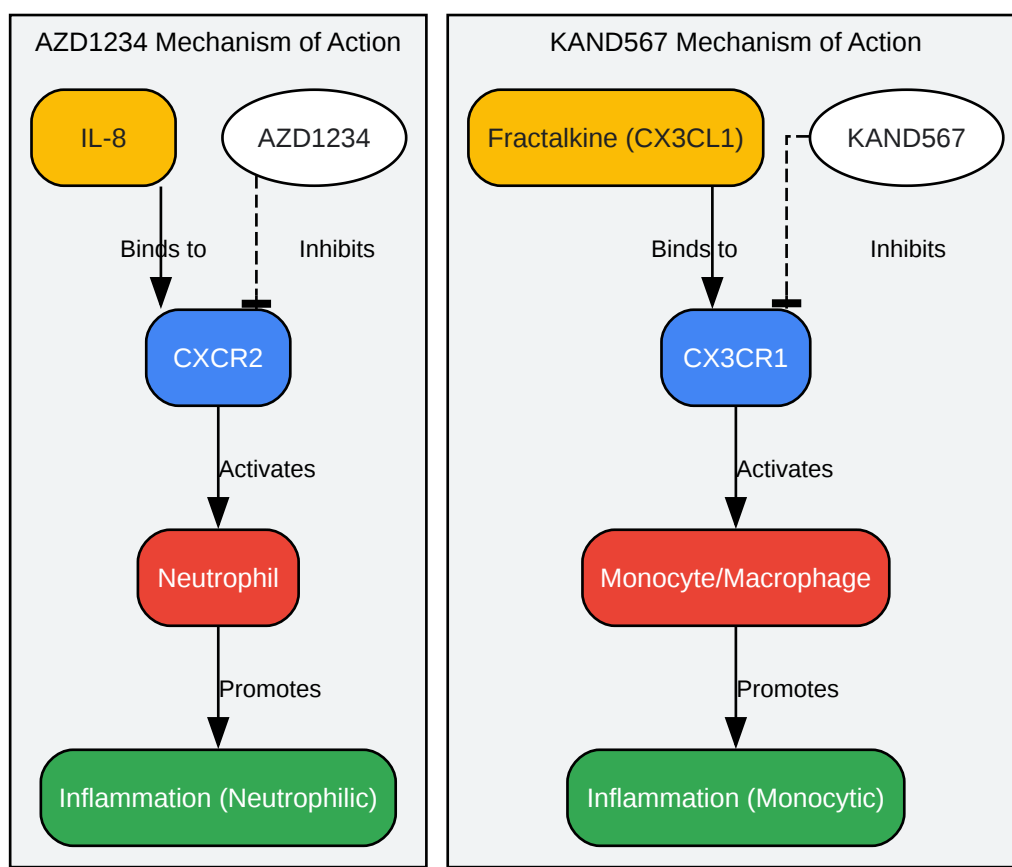 AZD1234 Mechanism of Action
IL-8
AZD1234
Binds to
Inhibits
CXCR2
Activates
Neutrophil
Promotes
Inflammation (Neutrophilic)
KAND567 Mechanism of Action
Fractalkine (CX3CL1)
KAND567
Binds to
Inhibits
CX3CR1
Activates
Monocyte/Macrophage
Promotes
Inflammation (Monocytic)